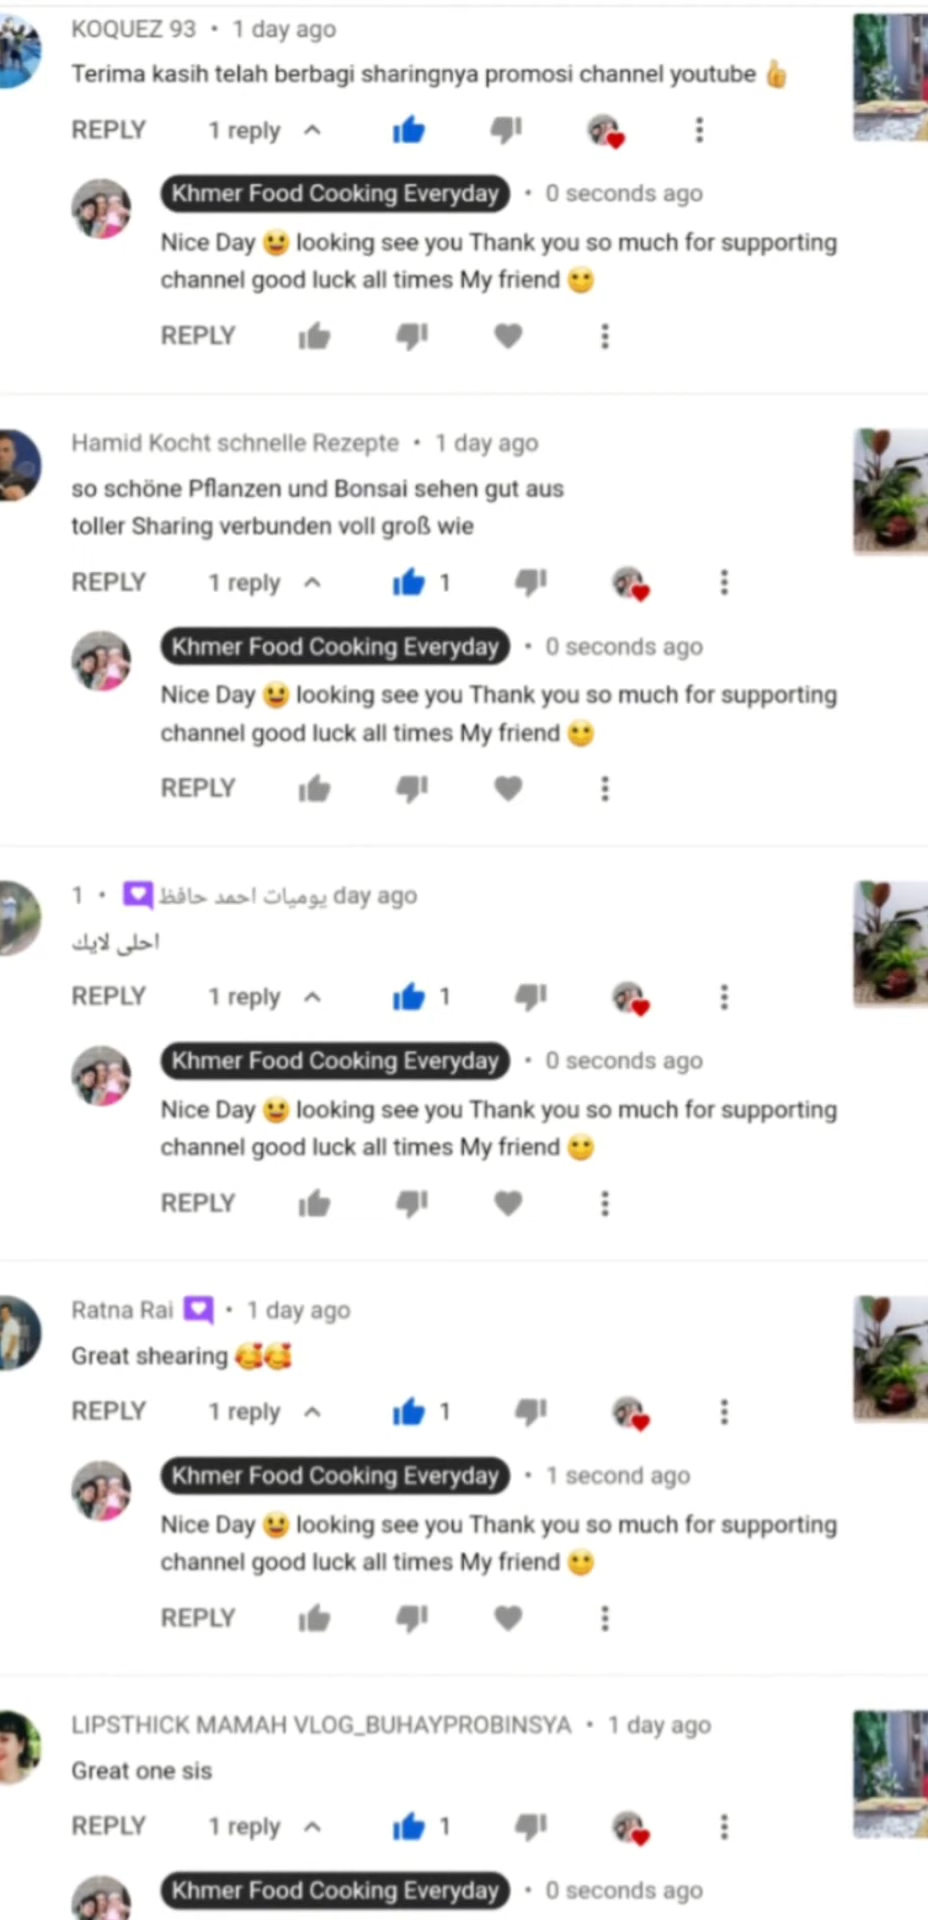 KOQUEZ 93 • 1 day ago
Terima kasih telah berbagi sharingnya promosi channel youtube 👍
REPLY 1 reply
Khmer Food Cooking Everyday • 0 seconds ago
Nice Day 😃 looking see you Thank you so much for supporting
channel good luck all times My friend 🙂
REPLY
Hamid Kocht schnelle Rezepte • 1 day ago
so schöne Pflanzen und Bonsai sehen gut aus
toller Sharing verbunden voll groß wie
REPLY 1 reply 1
Khmer Food Cooking Everyday • 0 seconds ago
Nice Day 😃 looking see you Thank you so much for supporting
channel good luck all times My friend 🙂
REPLY
1 • يوميات احمد حافظ day ago
احلى لايك
REPLY 1 reply 1
Khmer Food Cooking Everyday • 0 seconds ago
Nice Day 😃 looking see you Thank you so much for supporting
channel good luck all times My friend 🙂
REPLY
Ratna Rai • 1 day ago
Great shearing 🥰🥰
REPLY 1 reply 1
Khmer Food Cooking Everyday • 1 second ago
Nice Day 😃 looking see you Thank you so much for supporting
channel good luck all times My friend 🙂
REPLY
LIPSTHICK MAMAH VLOG_BUHAYPROBINSYA • 1 day ago
Great one sis
REPLY 1 reply 1
Khmer Food Cooking Everyday • 0 seconds ago